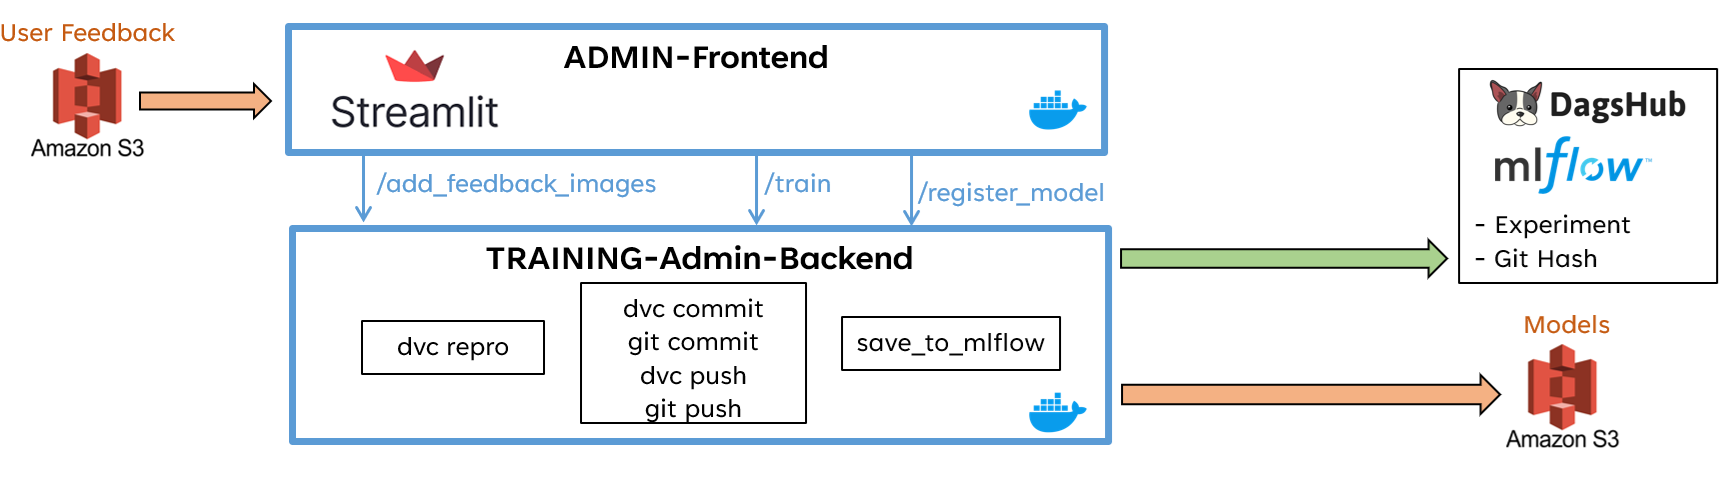 User Feedback
Amazon S3
ADMIN-Frontend
Streamlit
/add_feedback_images
/train
/register_model
TRAINING-Admin-Backend
dvc repro
dvc commit
git commit
dvc push
git push
save_to_mlflow
DagsHub
mlflow™
- Experiment
- Git Hash
Models
Amazon S3